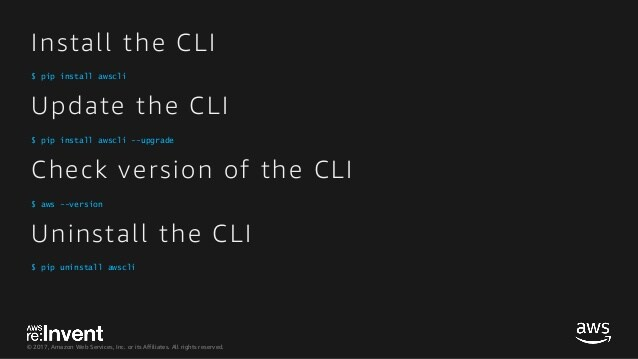 Install the CLI
$ pip install awscli
Update the CLI
$ pip install awscli --upgrade
Check version of the CLI
$ aws --version
Uninstall the CLI
$ pip uninstall awscli
AWS
re:Invent
© 2017, Amazon Web Services, Inc. or its Affiliates. All rights reserved.
aws